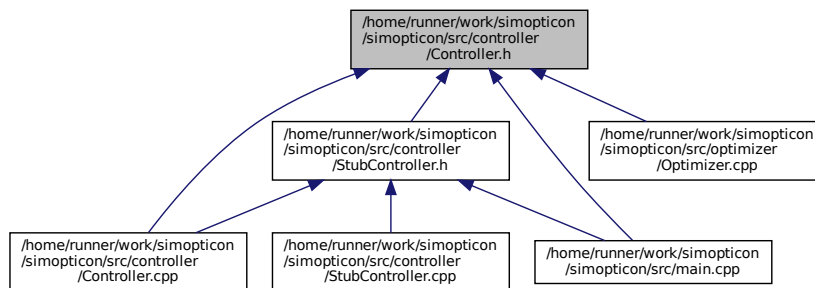 /home/runner/work/simopticon
/simopticon/src/controller
/Controller.h
/home/runner/work/simopticon
/simopticon/src/controller
/StubController.h
/home/runner/work/simopticon
/simopticon/src/optimizer
/Optimizer.cpp
/home/runner/work/simopticon
/simopticon/src/controller
/Controller.cpp
/home/runner/work/simopticon
/simopticon/src/controller
/StubController.cpp
/home/runner/work/simopticon
/simopticon/src/main.cpp